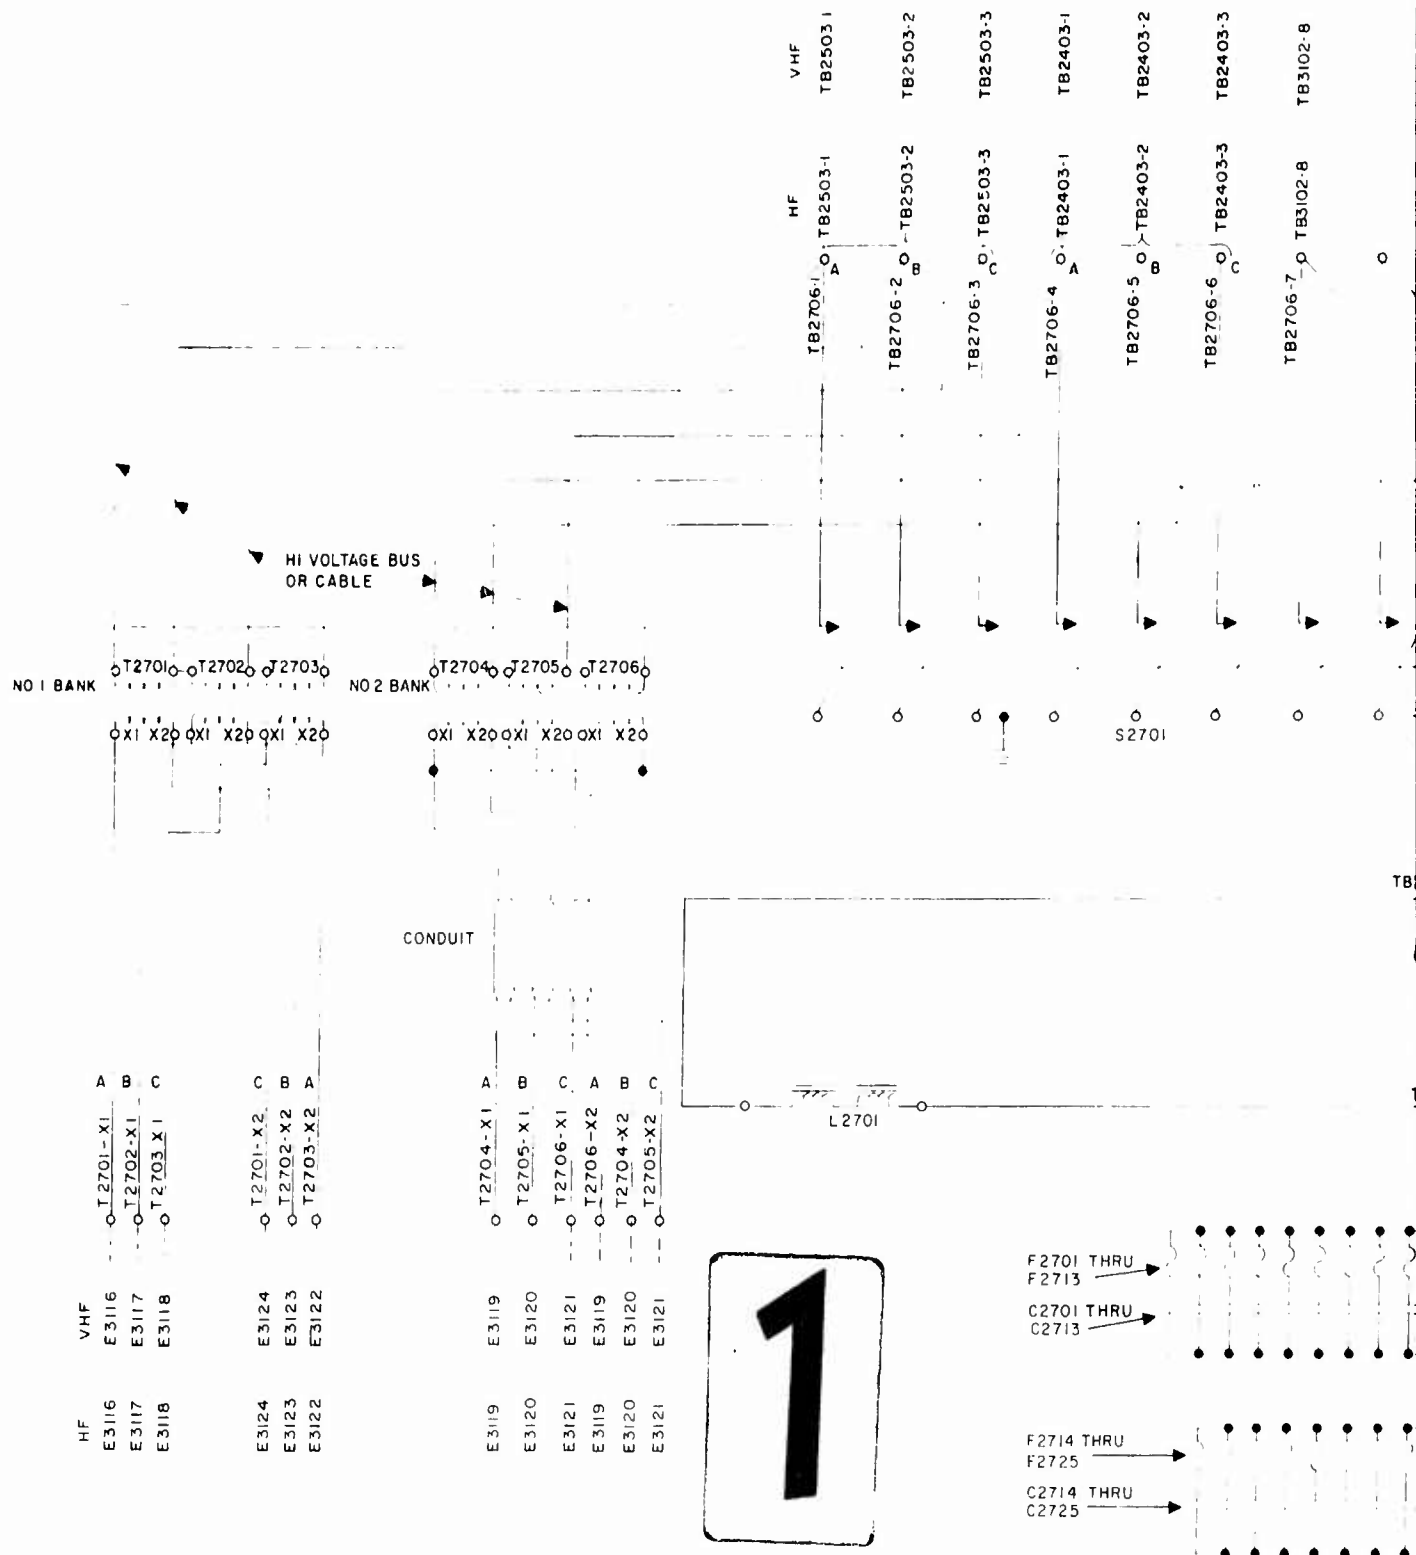 VHF
TB2503 1
TB2503-2
TB2503-3
TB2403-1
TB2403-2
TB2403-3
TB3102-8
HF
TB2503-1
TB2503-2
TB2503-3
TB2403-1
TB2403-2
TB2403-3
TB3102-8
A
B
C
A
B
C
TB2706-1
TB2706-2
TB2706-3
TB2706-4
TB2706-5
TB2706-6
TB2706-7
HI VOLTAGE BUS
OR CABLE
NO 1 BANK
T2701
T2702
T2703
NO 2 BANK
T2704
T2705
T2706
X1 X2
X1 X2
X1 X2
X1 X2
X1 X2
X1 X2
S2701
TB
CONDUIT
L2701
A B C
C B A
A B C A B C
T2701-X1
T2702-X1
T2703 X1
T2701-X2
T2702-X2
T2703-X2
T2704-X1
T2705-X1
T2706-X1
T2706-X2
T2704-X2
T2705-X2
VHF
E3116
E3117
E3118
E3124
E3123
E3122
E3119
E3120
E3121
E3119
E3120
E3121
HF
E3116
E3117
E3118
E3124
E3123
E3122
E3119
E3120
E3121
E3119
E3120
E3121
1
F2701 THRU
F2713
C2701 THRU
C2713
F2714 THRU
F2725
C2714 THRU
C2725